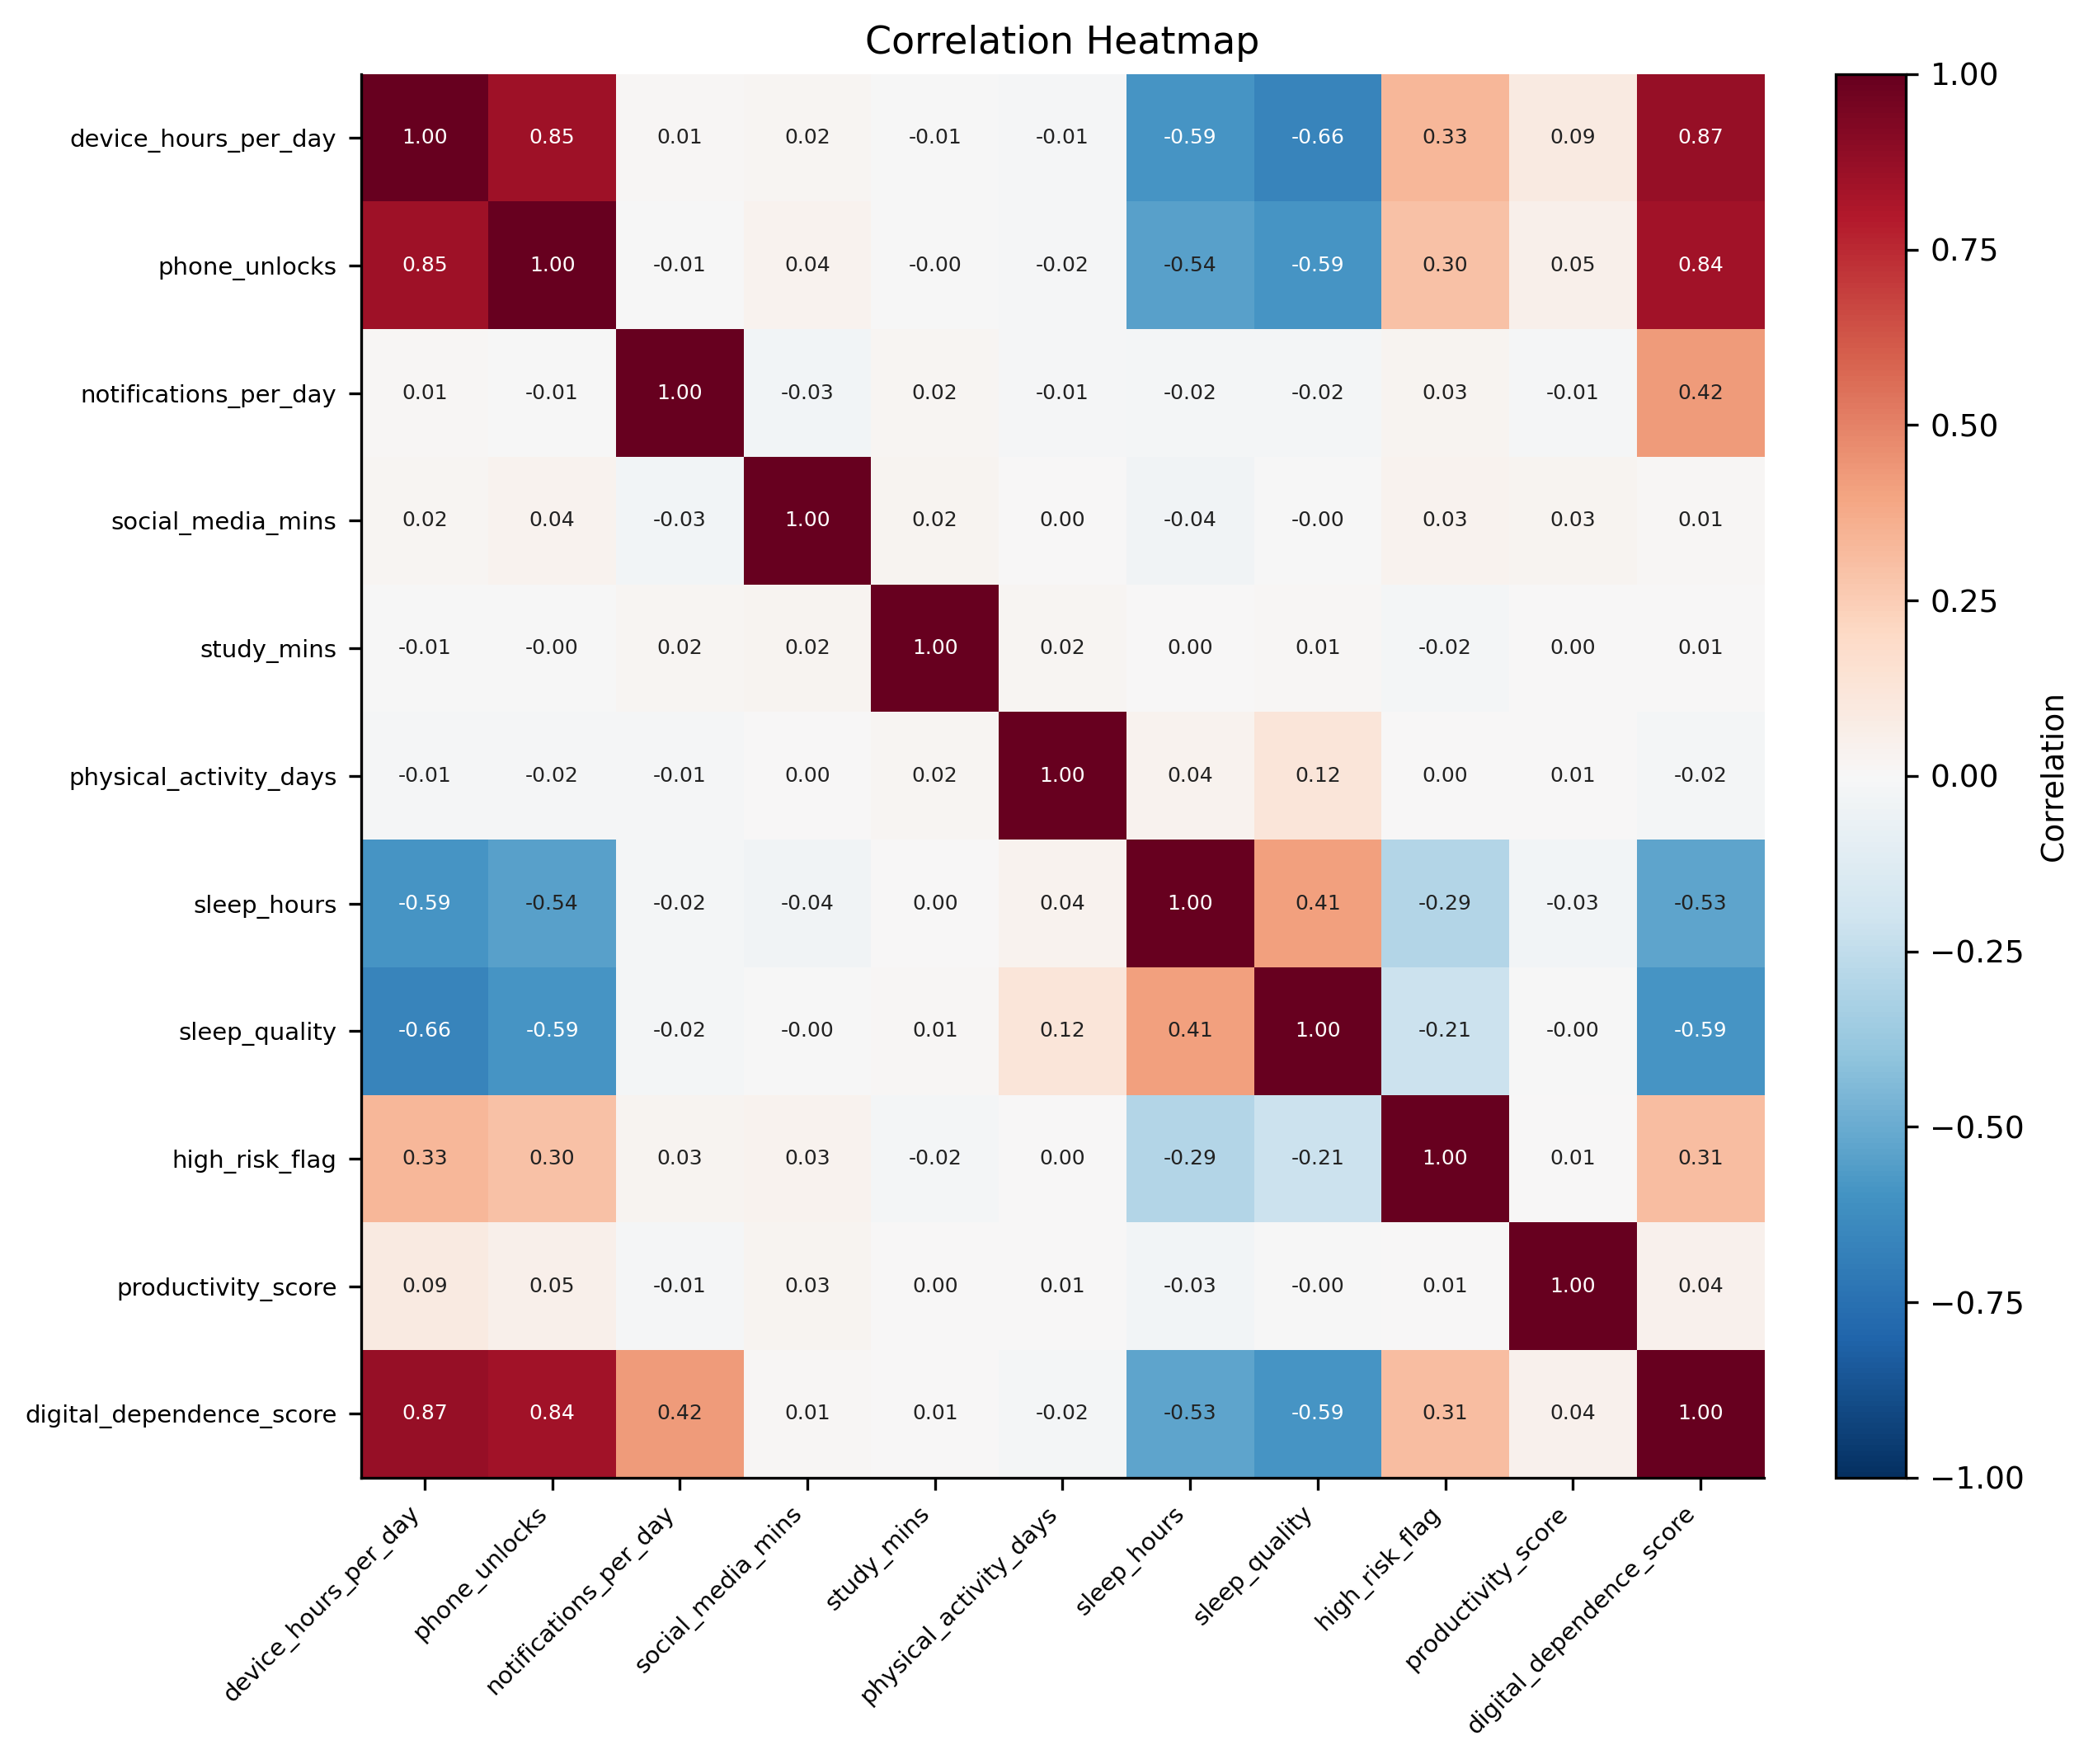 Correlation Heatmap
device_hours_per_day 1.00 0.85 0.01 0.02 -0.01 -0.01 -0.59 -0.66 0.33 0.09 0.87
phone_unlocks 0.85 1.00 -0.01 0.04 -0.00 -0.02 -0.54 -0.59 0.30 0.05 0.84
notifications_per_day 0.01 -0.01 1.00 -0.03 0.02 -0.01 -0.02 -0.02 0.03 -0.01 0.42
social_media_mins 0.02 0.04 -0.03 1.00 0.02 0.00 -0.04 -0.00 0.03 0.03 0.01
study_mins -0.01 -0.00 0.02 0.02 1.00 0.02 0.00 0.01 -0.02 0.00 0.01
physical_activity_days -0.01 -0.02 -0.01 0.00 0.02 1.00 0.04 0.12 0.00 0.01 -0.02
sleep_hours -0.59 -0.54 -0.02 -0.04 0.00 0.04 1.00 0.41 -0.29 -0.03 -0.53
sleep_quality -0.66 -0.59 -0.02 -0.00 0.01 0.12 0.41 1.00 -0.21 -0.00 -0.59
high_risk_flag 0.33 0.30 0.03 0.03 -0.02 0.00 -0.29 -0.21 1.00 0.01 0.31
productivity_score 0.09 0.05 -0.01 0.03 0.00 0.01 -0.03 -0.00 0.01 1.00 0.04
digital_dependence_score 0.87 0.84 0.42 0.01 0.01 -0.02 -0.53 -0.59 0.31 0.04 1.00
device_hours_per_day
phone_unlocks
notifications_per_day
social_media_mins
study_mins
physical_activity_days
sleep_hours
sleep_quality
high_risk_flag
productivity_score
digital_dependence_score
1.00
0.75
0.50
0.25
0.00
−0.25
−0.50
−0.75
−1.00
Correlation